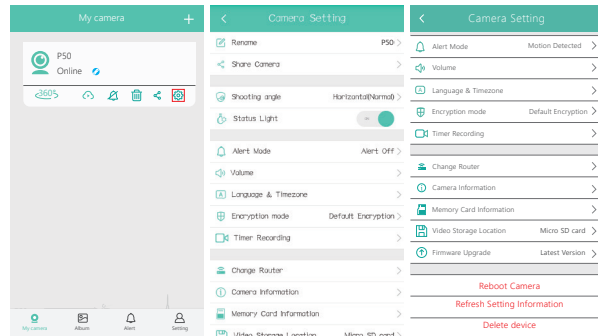 My camera
+
P50
Online
360°
My camera
Album
Alert
Setting
Camera Setting
Rename
P50
Share Camera
Shooting angle
Horizontal(Normal)
Status Light
Alert Mode
Alert Off
Volume
Language & Timezone
Encryption mode
Default Encryption
Timer Recording
Change Router
Camera Information
Memory Card Information
Video Storage Location
Micro SD card
Camera Setting
Alert Mode
Motion Detected
Volume
Language & Timezone
Encryption mode
Default Encryption
Timer Recording
Change Router
Camera Information
Memory Card Information
Video Storage Location
Micro SD card
Firmware Upgrade
Latest Version
Reboot Camera
Refresh Setting Information
Delete device